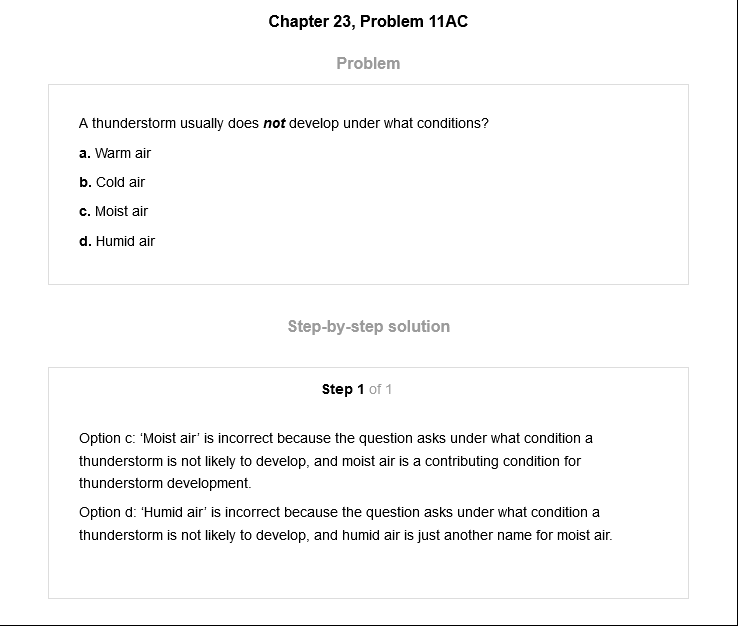 Chapter 23, Problem 11AC
Problem
A thunderstorm usually does not develop under what conditions?
a. Warm air
b. Cold air
c. Moist air
d. Humid air
Step-by-step solution
Step 1 of 1
Option c: ‘Moist air’ is incorrect because the question asks under what condition a
thunderstorm is not likely to develop, and moist air is a contributing condition for
thunderstorm development.
Option d: ‘Humid air’ is incorrect because the question asks under what condition a
thunderstorm is not likely to develop, and humid air is just another name for moist air.